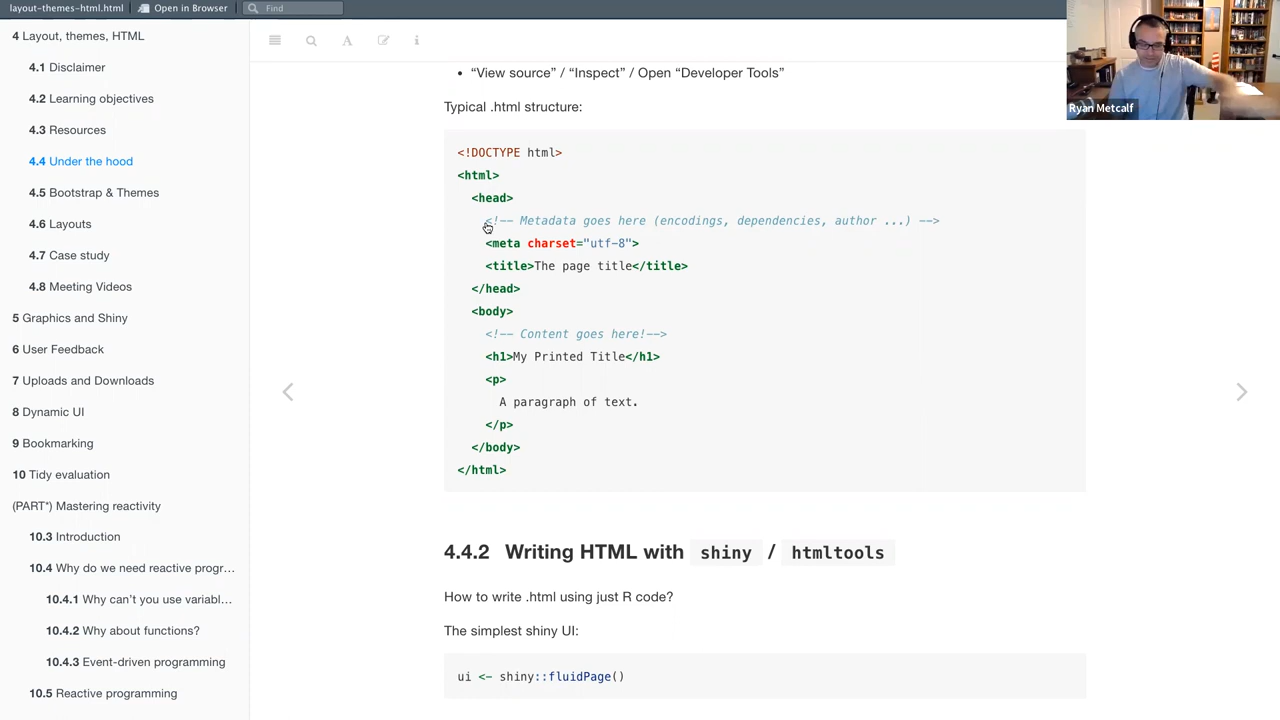 layout-themes-html.html
Open in Browser
Find
4 Layout, themes, HTML
4.1 Disclaimer
4.2 Learning objectives
4.3 Resources
4.4 Under the hood
4.5 Bootstrap & Themes
4.6 Layouts
4.7 Case study
4.8 Meeting Videos
5 Graphics and Shiny
6 User Feedback
7 Uploads and Downloads
8 Dynamic UI
9 Bookmarking
10 Tidy evaluation
(PART*) Mastering reactivity
10.3 Introduction
10.4 Why do we need reactive progr...
10.4.1 Why can't you use variabl...
10.4.2 Why about functions?
10.4.3 Event-driven programming
10.5 Reactive programming
• “View source” / “Inspect” / Open “Developer Tools”
Typical .html structure:
<!DOCTYPE html>
<html>
<head>
<!-- Metadata goes here (encodings, dependencies, author ...) -->
<meta charset="utf-8">
<title>The page title</title>
</head>
<body>
<!-- Content goes here!-->
<h1>My Printed Title</h1>
<p>
A paragraph of text.
</p>
</body>
</html>
4.4.2 Writing HTML with shiny / htmltools
How to write .html using just R code?
The simplest shiny UI:
ui <- shiny::fluidPage()
Ryan Metcalf